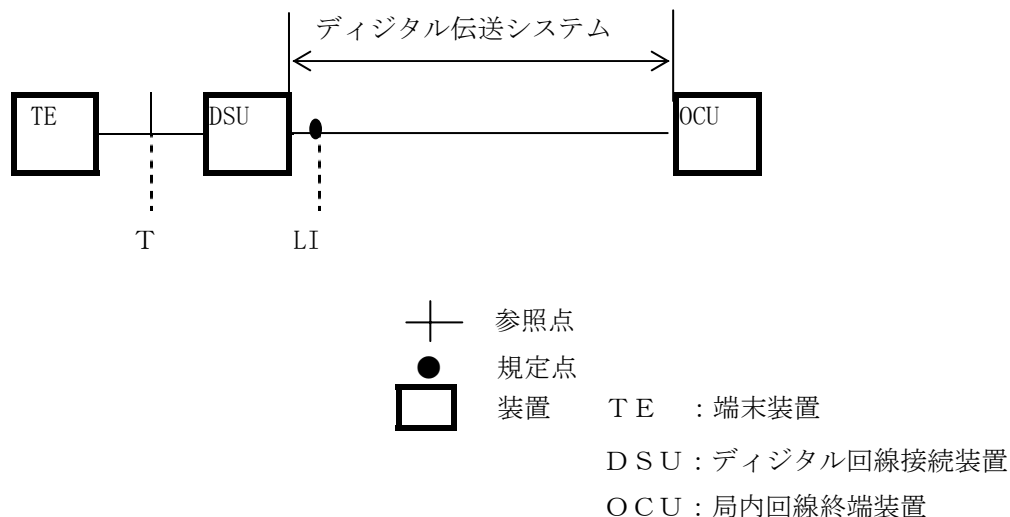 ディジタル伝送システム
TE DSU OCU
T LI
参照点
規定点
装置 TE :端末装置
DSU:ディジタル回線接続装置
OCU:局内回線終端装置